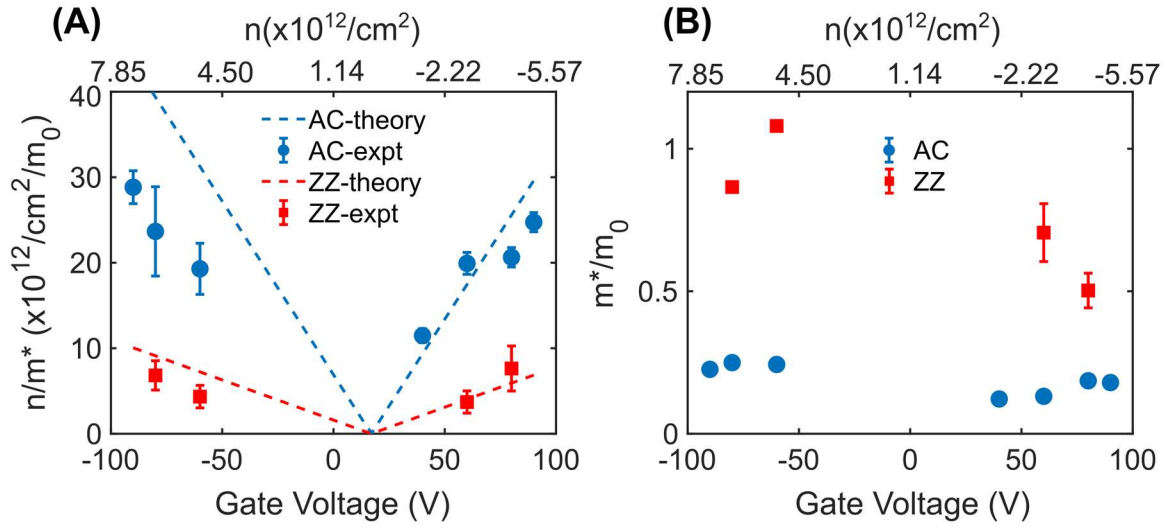 (A)
n(x10¹²/cm²)
7.85 4.50 1.14 -2.22 -5.57
40
30
20
10
0
n/m* (x10¹²/cm²/m₀)
AC-theory
AC-expt
ZZ-theory
ZZ-expt
-100 -50 0 50 100
Gate Voltage (V)
(B)
n(x10¹²/cm²)
7.85 4.50 1.14 -2.22 -5.57
1
0.5
0
m*/m₀
AC
ZZ
-100 -50 0 50 100
Gate Voltage (V)